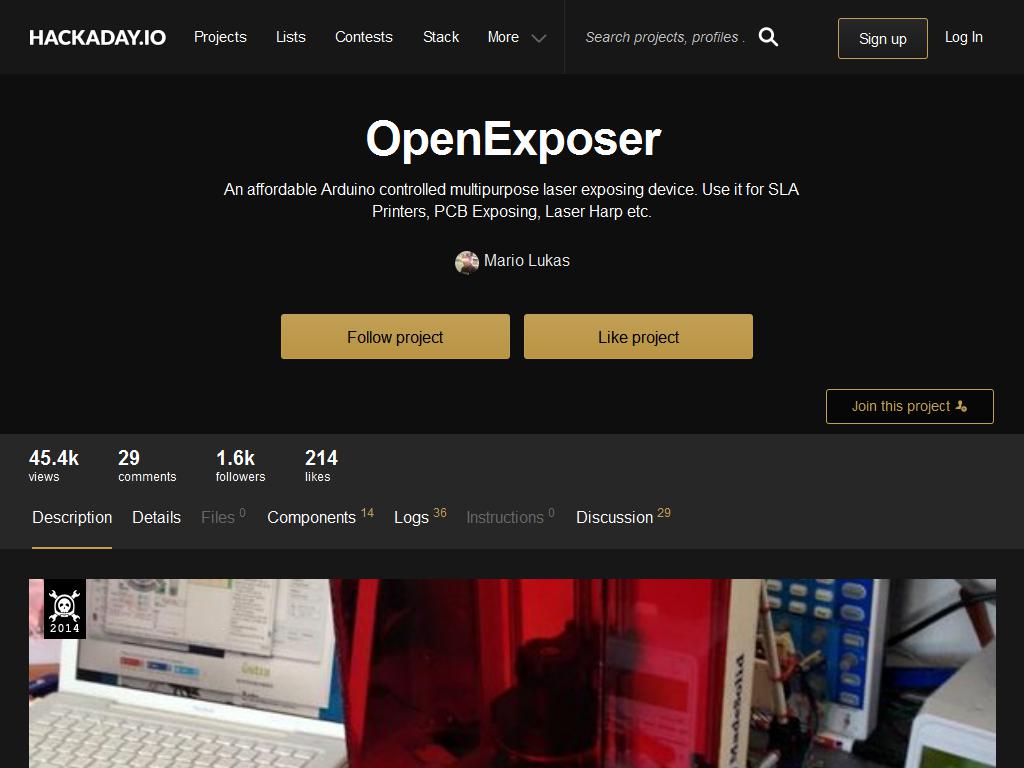 HACKADAY.IO Projects Lists Contests Stack More Search projects, profiles . Sign up Log In
OpenExposer
An affordable Arduino controlled multipurpose laser exposing device. Use it for SLA
Printers, PCB Exposing, Laser Harp etc.
Mario Lukas
Follow project Like project
Join this project
45.4k 29 1.6k 214
views comments followers likes
Description Details Files 0 Components 14 Logs 36 Instructions 0 Discussion 29
2014